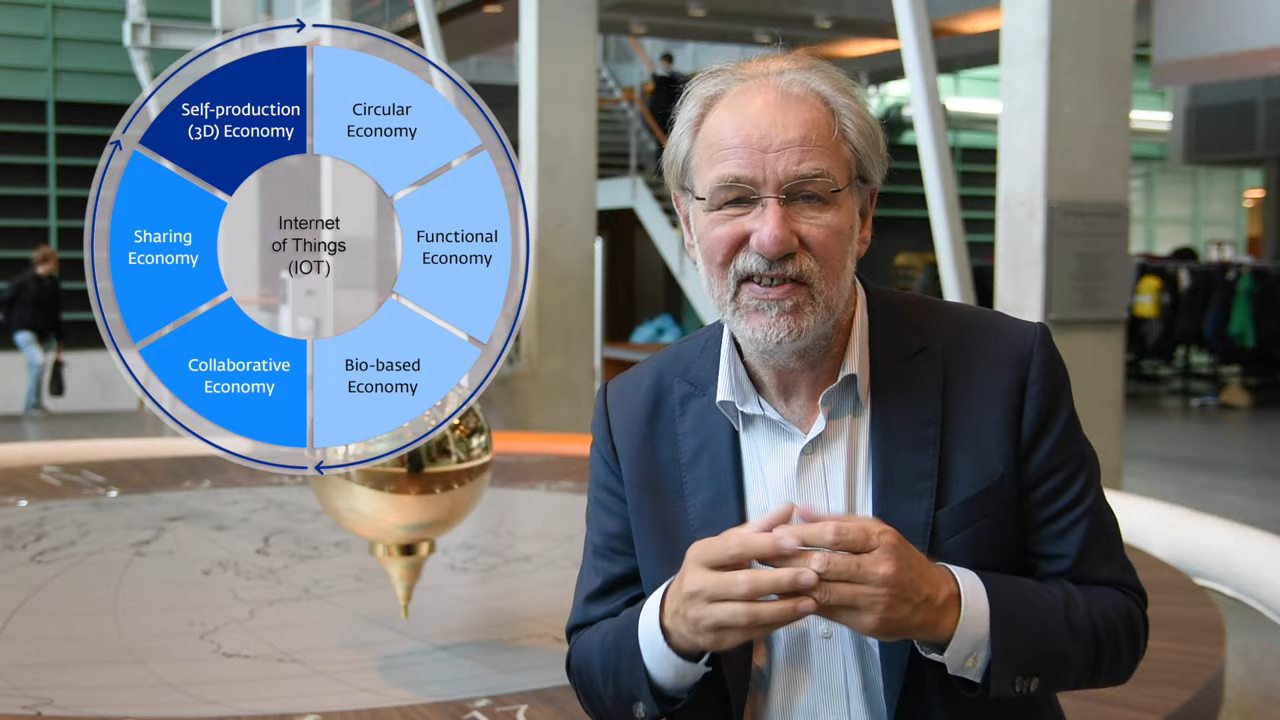 Self-production
(3D) Economy
Circular
Economy
Functional
Economy
Bio-based
Economy
Collaborative
Economy
Sharing
Economy
Internet
of Things
(IOT)
17